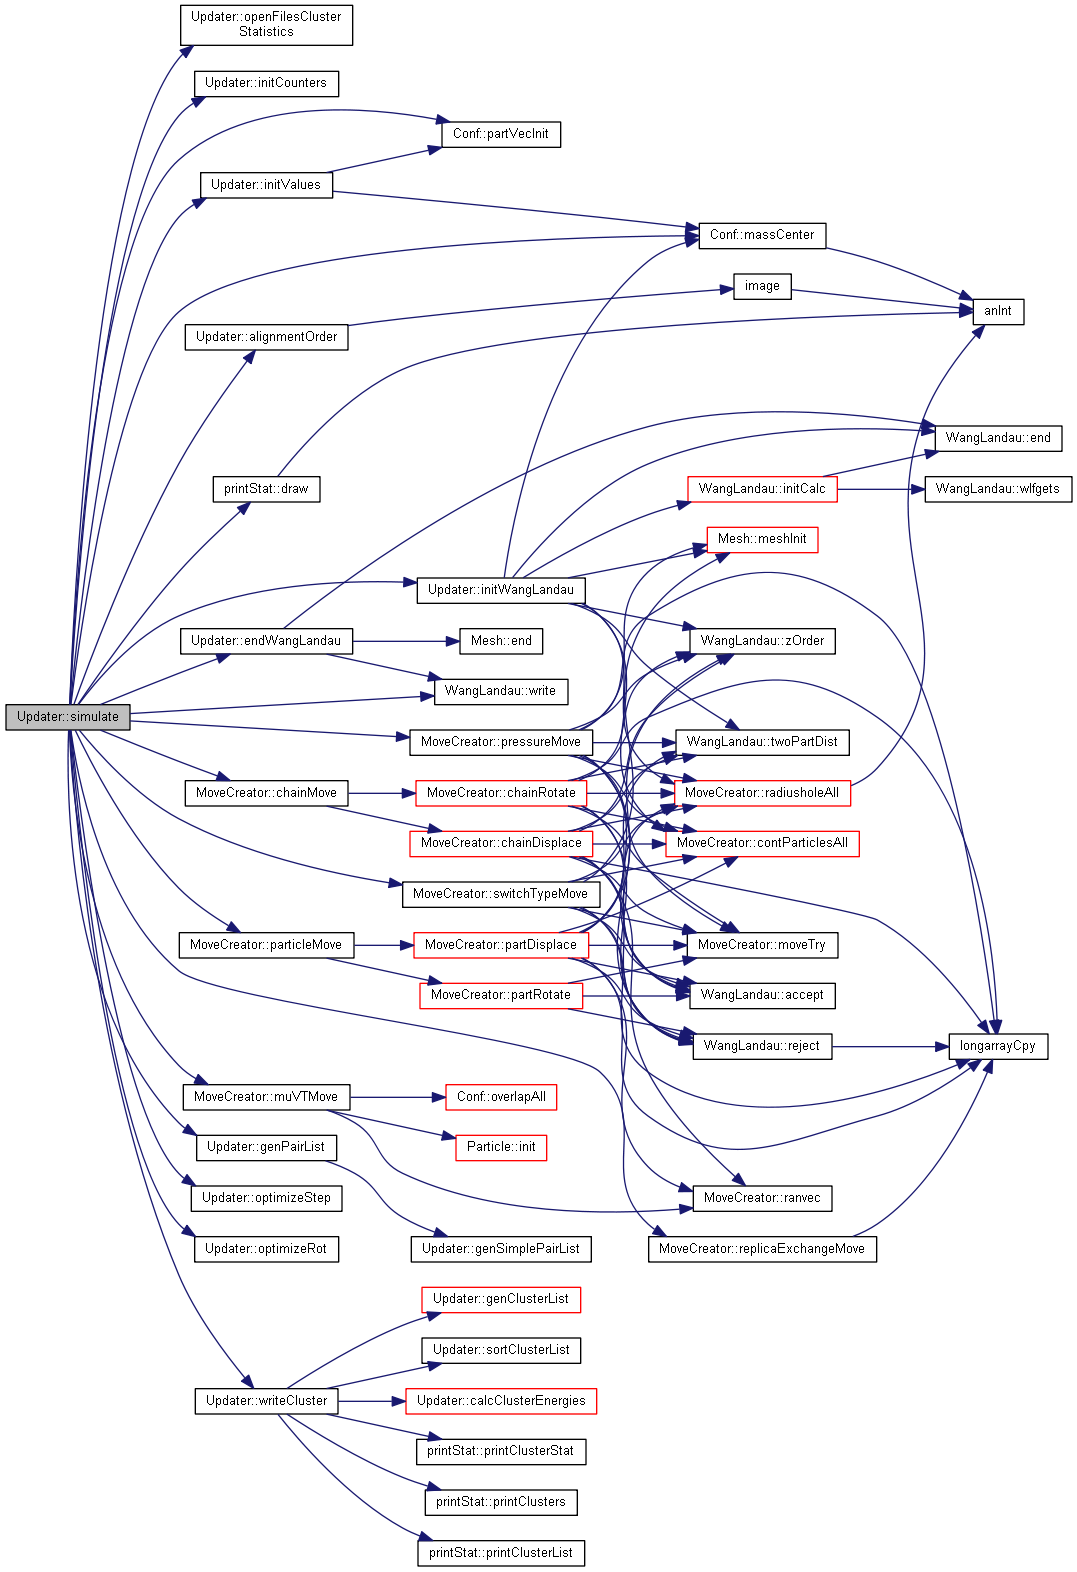 Updater::openFilesCluster
Statistics
Updater::initCounters
Conf::partVecInit
Updater::initValues
Conf::massCenter
image
anInt
Updater::alignmentOrder
WangLandau::end
printStat::draw
WangLandau::initCalc
WangLandau::wlfgets
Mesh::meshInit
Updater::initWangLandau
Updater::endWangLandau
Mesh::end
WangLandau::zOrder
WangLandau::write
Updater::simulate
MoveCreator::pressureMove
WangLandau::twoPartDist
MoveCreator::chainMove
MoveCreator::chainRotate
MoveCreator::radiusholeAll
MoveCreator::chainDisplace
MoveCreator::contParticlesAll
MoveCreator::switchTypeMove
MoveCreator::particleMove
MoveCreator::partDisplace
MoveCreator::moveTry
MoveCreator::partRotate
WangLandau::accept
WangLandau::reject
longarrayCpy
MoveCreator::muVTMove
Conf::overlapAll
Updater::genPairList
Particle::init
Updater::optimizeStep
MoveCreator::ranvec
Updater::optimizeRot
Updater::genSimplePairList
MoveCreator::replicaExchangeMove
Updater::genClusterList
Updater::sortClusterList
Updater::writeCluster
Updater::calcClusterEnergies
printStat::printClusterStat
printStat::printClusters
printStat::printClusterList